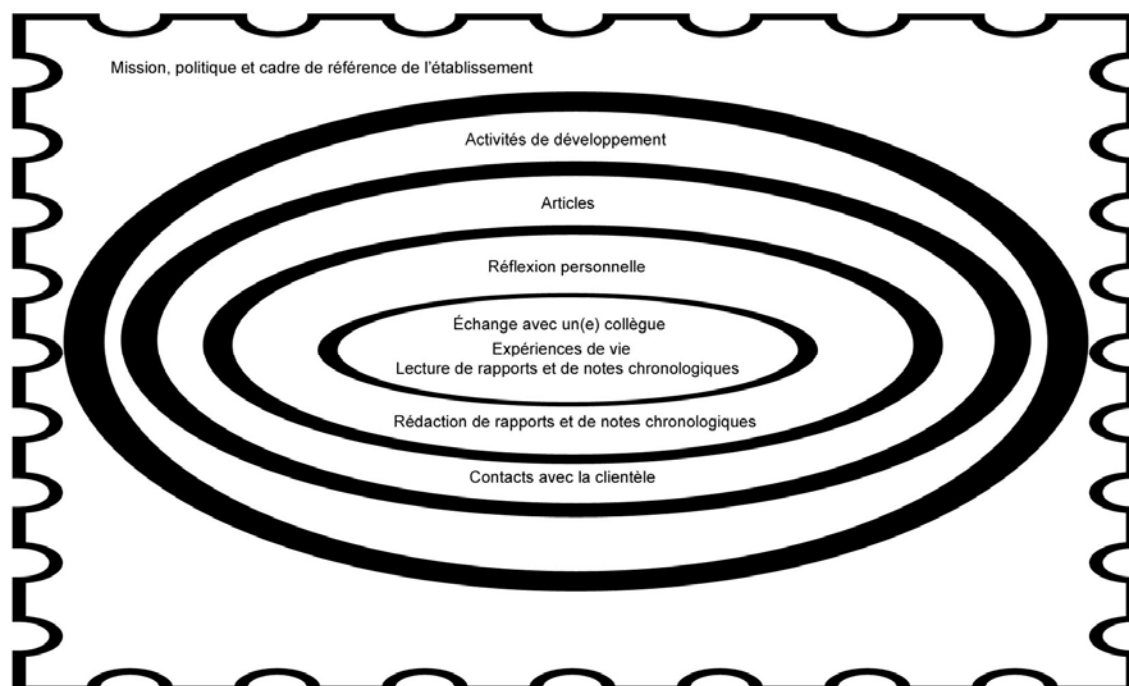 Mission, politique et cadre de référence de l'établissement
Activités de développement
Articles
Réflexion personnelle
Échange avec un(e) collègue
Expériences de vie
Lecture de rapports et de notes chronologiques
Rédaction de rapports et de notes chronologiques
Contacts avec la clientèle